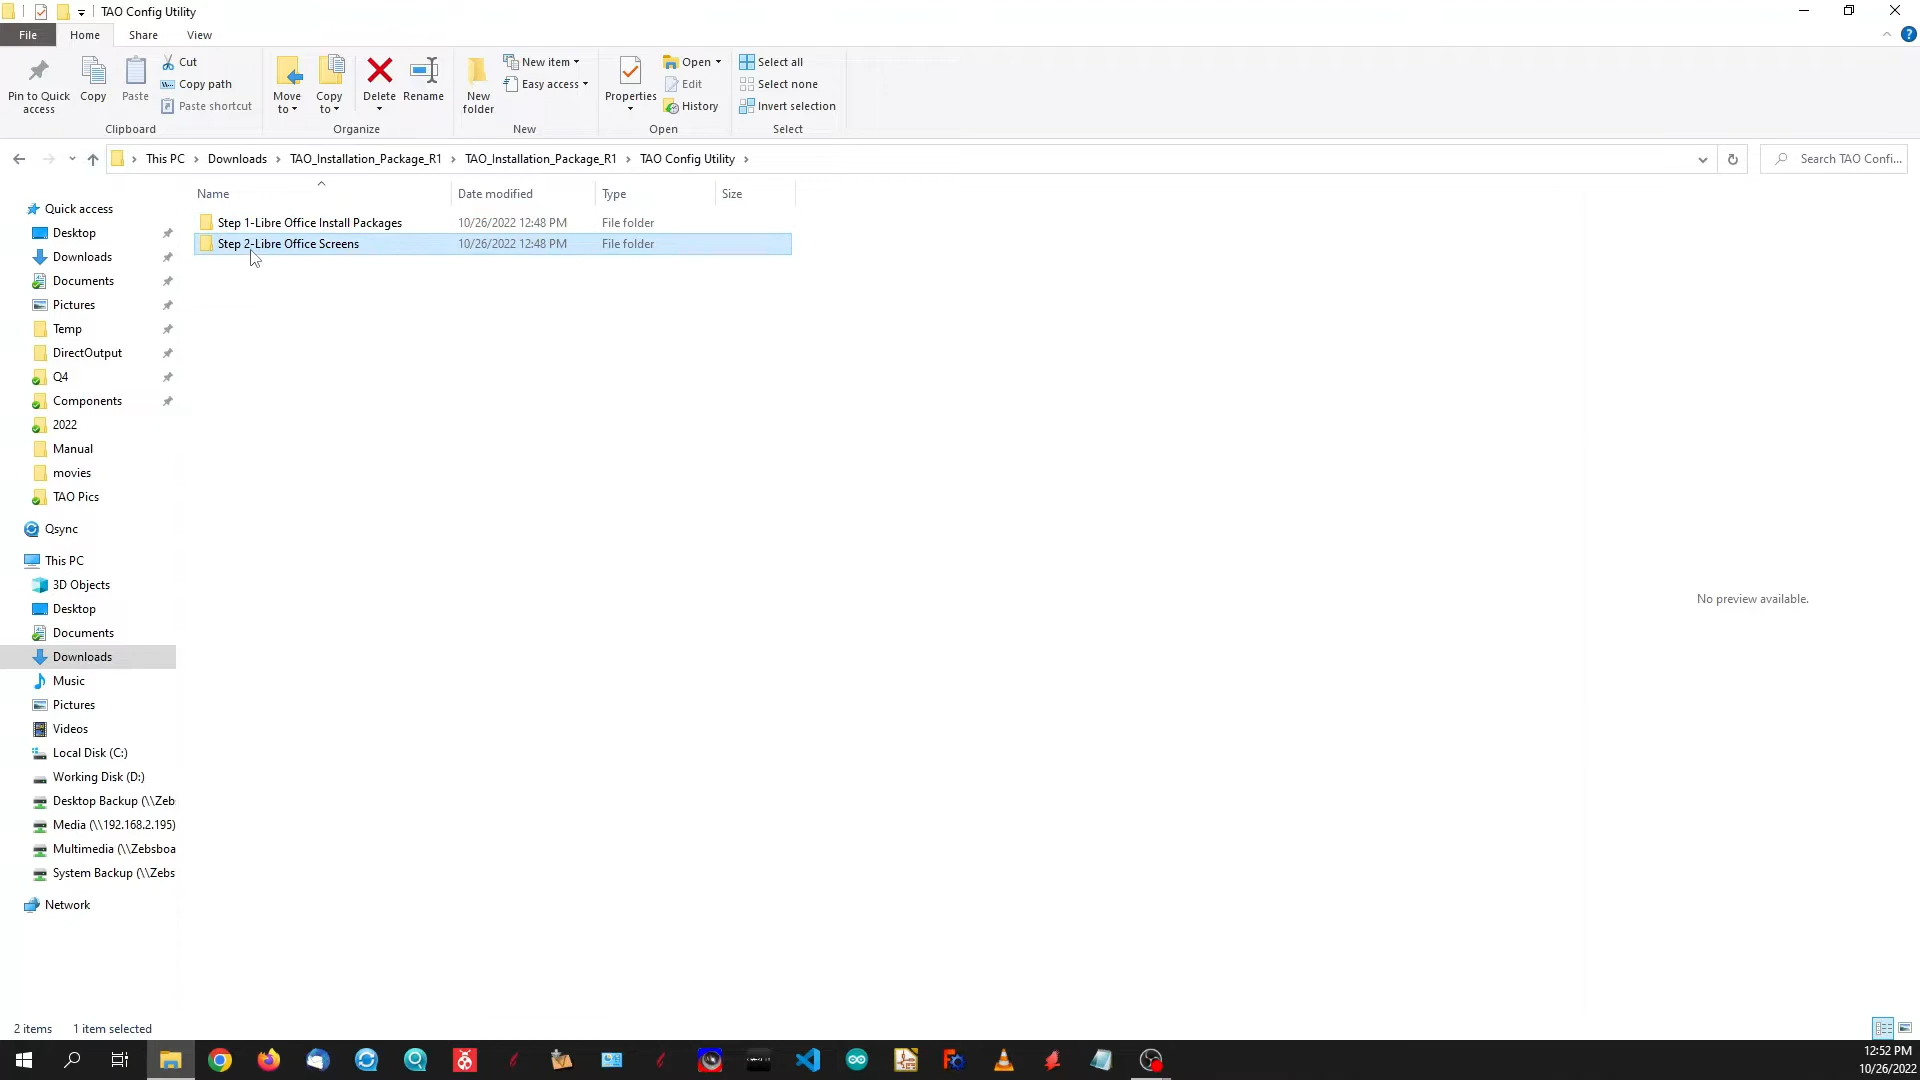 TAO Config Utility
File
Home
Share
View
Pin to Quick access
Copy
Paste
Cut
Copy path
Paste shortcut
Clipboard
Move to
Copy to
Delete
Rename
Organize
New folder
New item
Easy access
New
Properties
Open
Edit
History
Open
Select all
Select none
Invert selection
Select
This PC
Downloads
TAO_Installation_Package_R1
TAO_Installation_Package_R1
TAO Config Utility
Search TAO Confi...
Name
Date modified
Type
Size
Step 1-Libre Office Install Packages 10/26/2022 12:48 PM File folder
Step 2-Libre Office Screens 10/26/2022 12:48 PM File folder
Quick access
Desktop
Downloads
Documents
Pictures
Temp
DirectOutput
Q4
Components
2022
Manual
movies
TAO Pics
Qsync
This PC
3D Objects
Desktop
Documents
Downloads
Music
Pictures
Videos
Local Disk (C:)
Working Disk (D:)
Desktop Backup (\\Zeb
Media (\\192.168.2.195)
Multimedia (\\Zebsboa
System Backup (\\Zebs
Network
No preview available.
2 items
1 item selected
12:52 PM
10/26/2022